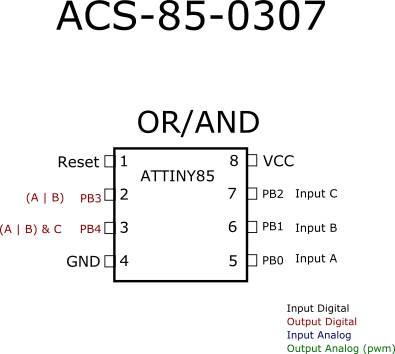 ACS-85-0307
OR/AND
Reset 1 8 VCC
ATTINY85
(A | B) PB3 2 7 PB2 Input C
(A | B) & C PB4 3 6 PB1 Input B
GND 4 5 PB0 Input A
Input Digital
Output Digital
Input Analog
Output Analog (pwm)